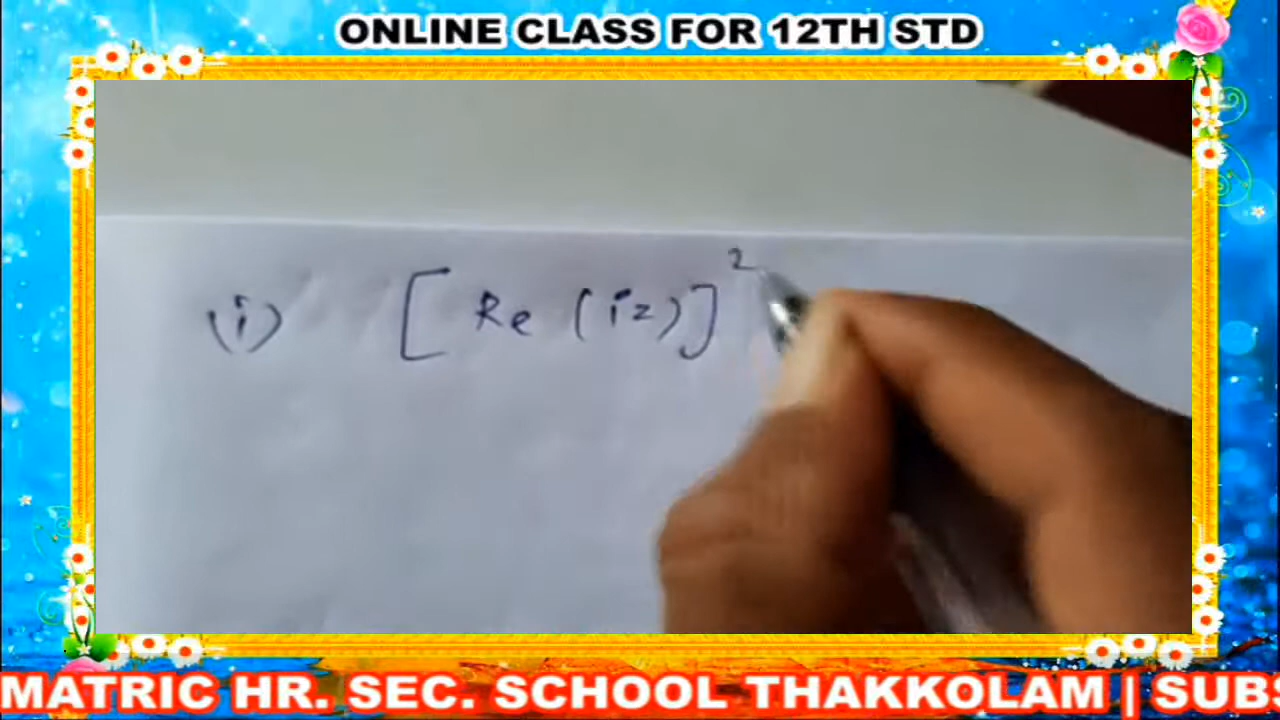 ONLINE CLASS FOR 12TH STD
(i) [ Re (iz)]²
MATRIC HR. SEC. SCHOOL THAKKOLAM | SUBS